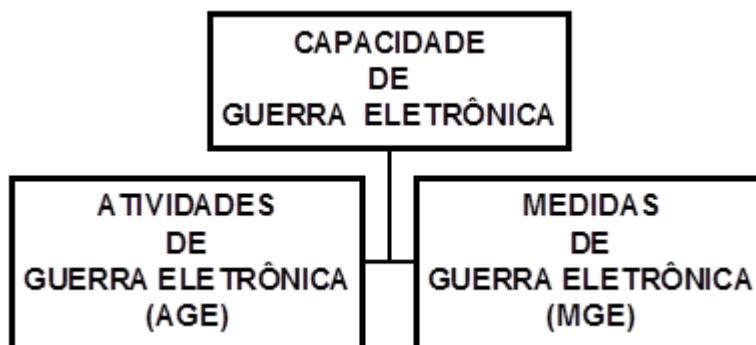 CAPACIDADE
DE
GUERRA ELETRÔNICA
ATIVIDADES
DE
GUERRA ELETRÔNICA
(AGE)
MEDIDAS
DE
GUERRA ELETRÔNICA
(MGE)